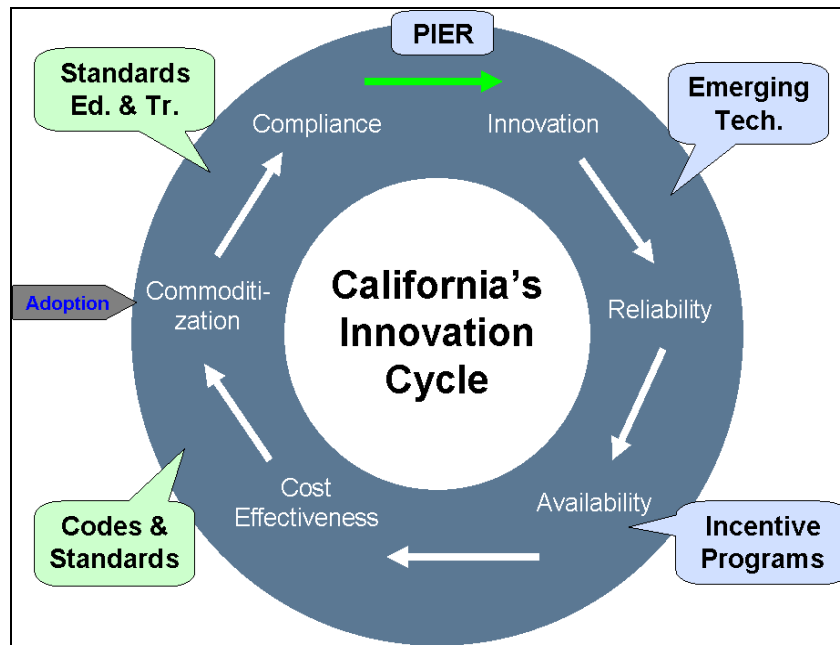 PIER
Standards
Ed. & Tr.
Emerging
Tech.
Compliance
Innovation
Adoption
Commoditi-
zation
California's
Innovation
Cycle
Reliability
Cost
Effectiveness
Availability
Codes &
Standards
Incentive
Programs